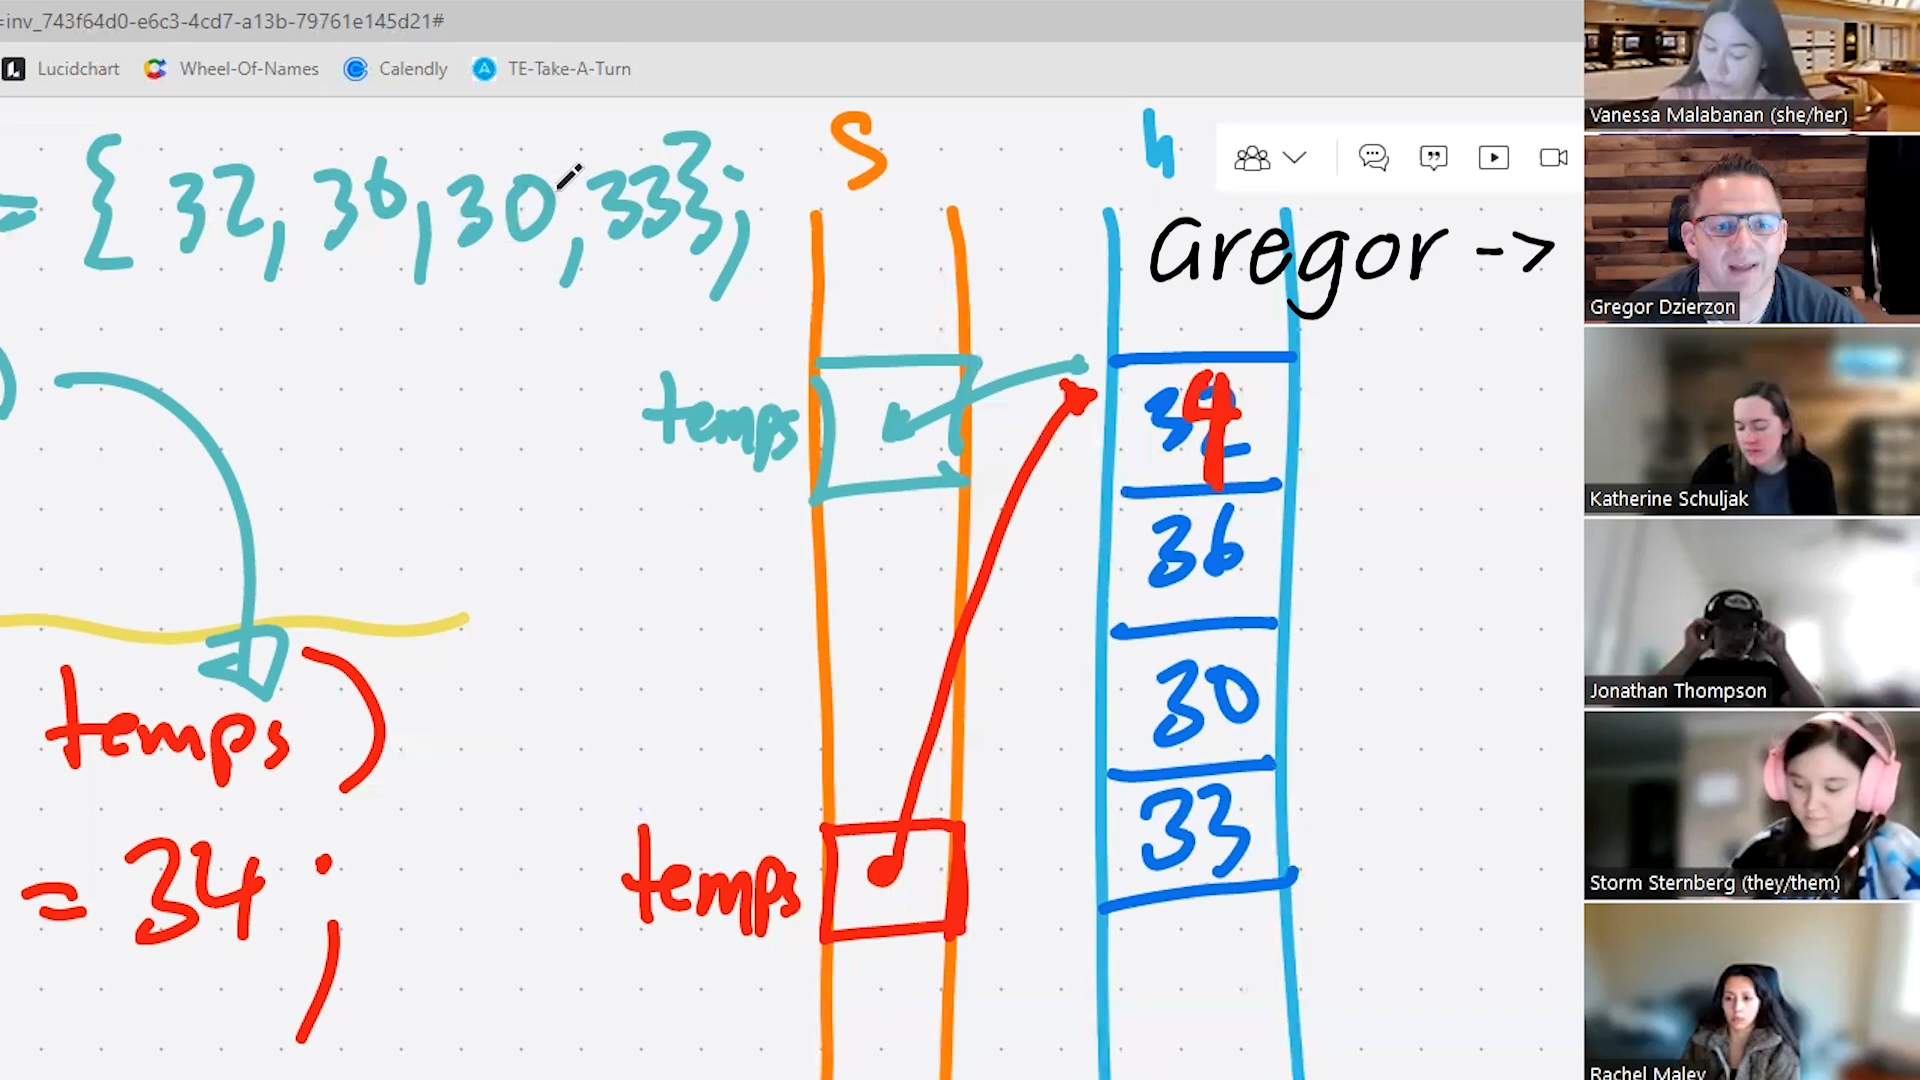 =inv_743f64d0-e6c3-4cd7-a13b-79761e145d21#
Lucidchart Wheel-Of-Names Calendly TE-Take-A-Turn
= { 32, 36, 30, 33};
S
h
Gregor ->
)
temps
32
4
36
30
33
temps)
= 34;
temps
Vanessa Malabanan (she/her)
Gregor Dzierzon
Katherine Schuljak
Jonathan Thompson
Storm Sternberg (they/them)
Rachel Maley